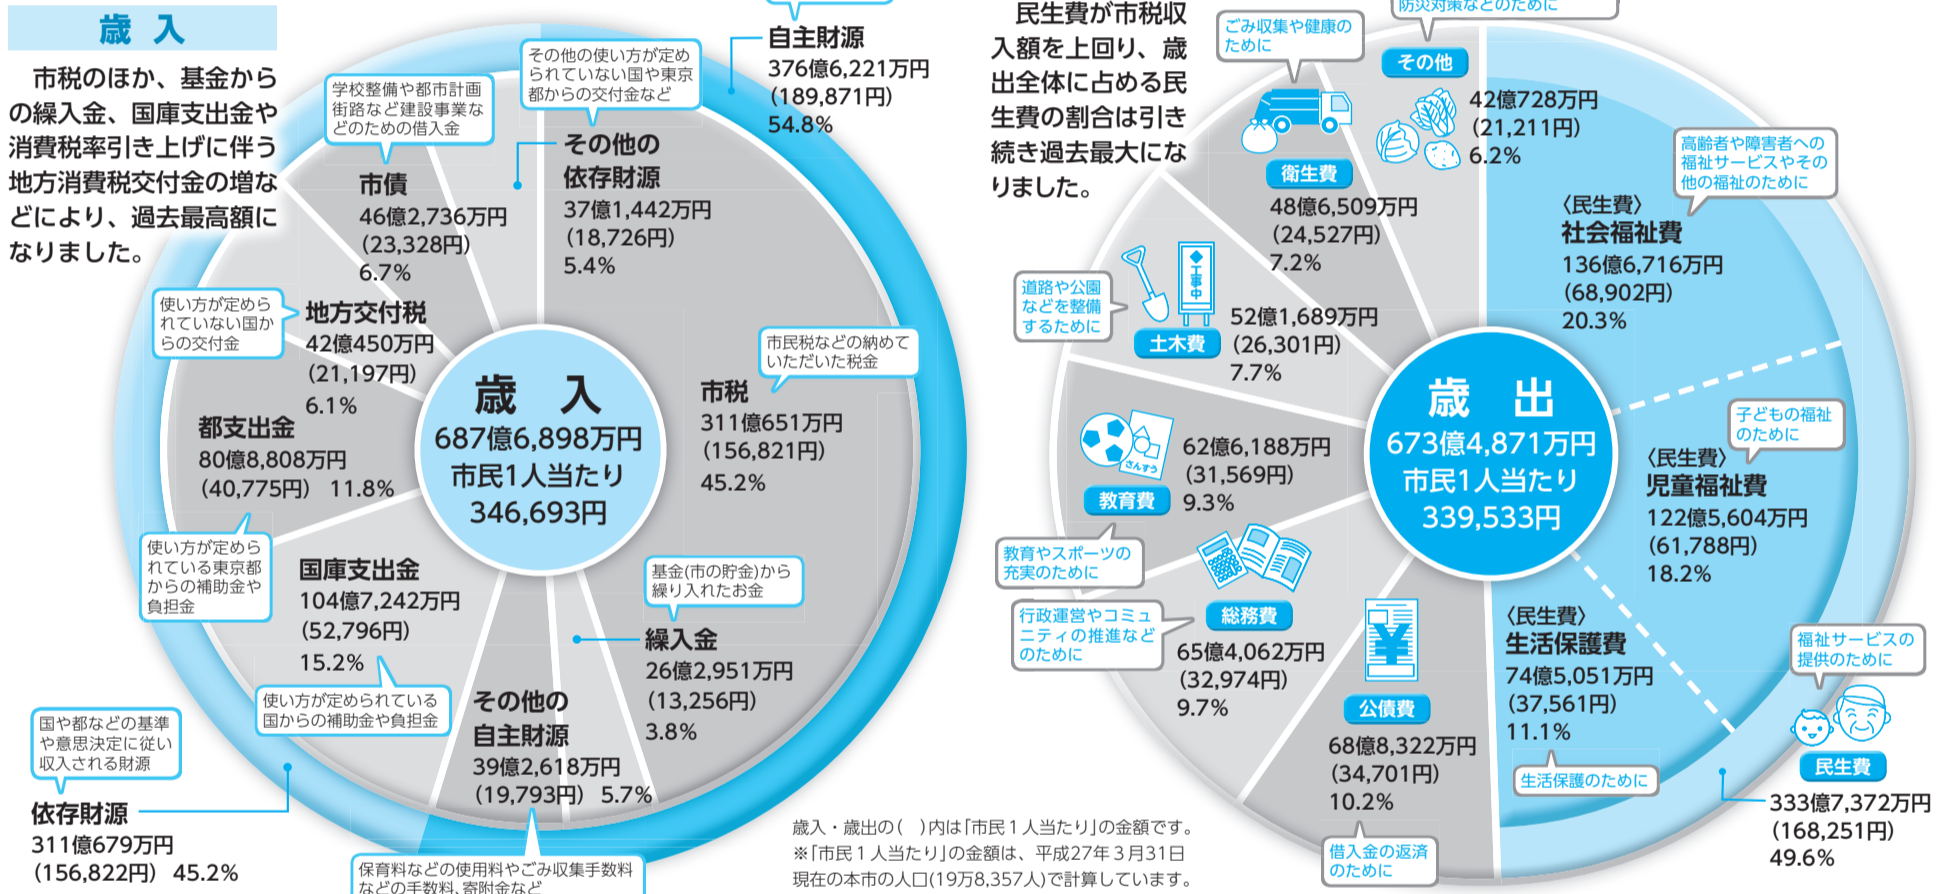 歳入
市税のほか、基金から
の繰入金、国庫支出金や
消費税率引き上げに伴う
地方消費税交付金の増な
どにより、過去最高額に
なりました。
自主財源
376億6,221万円
(189,871円)
54.8%
その他の使い方が定め
られていない国や東京
都からの交付金など
その他の
依存財源
37億1,442万円
(18,726円)
5.4%
学校整備や都市計画
街路など建設事業な
どのための借入金
市債
46億2,736万円
(23,328円)
6.7%
使い方が定めら
れていない国か
らの交付金
地方交付税
42億450万円
(21,197円)
6.1%
都支出金
80億8,808万円
(40,775円) 11.8%
使い方が定めら
れている東京都
からの補助金や
負担金
国庫支出金
104億7,242万円
(52,796円)
15.2%
使い方が定められている
国からの補助金や負担金
国や都などの基準
や意思決定に従い
収入される財源
依存財源
311億679万円
(156,822円) 45.2%
歳 入
687億6,898万円
市民1人当たり
346,693円
市民税などの納めて
いただいた税金
市税
311億651万円
(156,821円)
45.2%
基金(市の貯金)から
繰り入れたお金
繰入金
26億2,951万円
(13,256円)
3.8%
その他の
自主財源
39億2,618万円
(19,793円) 5.7%
保育料などの使用料やごみ収集手数料
などの手数料、寄附金など
民生費が市税収
入額を上回り、歳
出全体に占める民
生費の割合は引き
続き過去最大にな
りました。
防災対策などのために
その他
42億728万円
(21,211円)
6.2%
ごみ収集や健康の
ために
衛生費
48億6,509万円
(24,527円)
7.2%
道路や公園
などを整備
するために
工事中
土木費
52億1,689万円
(26,301円)
7.7%
さんすう
教育費
62億6,188万円
(31,569円)
9.3%
教育やスポーツの
充実のために
行政運営やコミュ
ニティの推進など
のために
総務費
65億4,062万円
(32,974円)
9.7%
¥
公債費
68億8,322万円
(34,701円)
10.2%
借入金の返済
のために
歳 出
673億4,871万円
市民1人当たり
339,533円
高齢者や障害者への
福祉サービスやその
他の福祉のために
〈民生費〉
社会福祉費
136億6,716万円
(68,902円)
20.3%
子どもの福祉
のために
〈民生費〉
児童福祉費
122億5,604万円
(61,788円)
18.2%
〈民生費〉
生活保護費
74億5,051万円
(37,561円)
11.1%
生活保護のために
福祉サービスの
提供のために
民生費
333億7,372万円
(168,251円)
49.6%
歳入・歳出の( )内は「市民1人当たり」の金額です。
※「市民1人当たり」の金額は、平成27年3月31日
現在の本市の人口(19万8,357人)で計算しています。